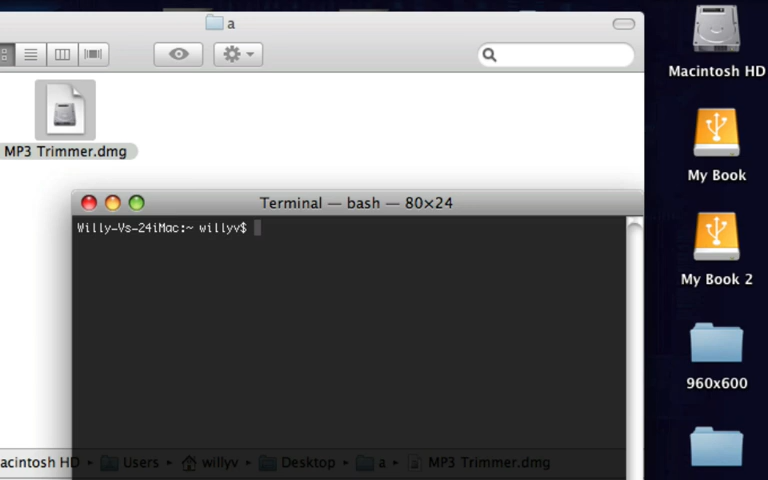 a
MP3 Trimmer.dmg
Terminal — bash — 80×24
Willy-Vs-24iMac:~ willyv$
acintosh HD ▸ Users ▸ willyv ▸ Desktop ▸ a ▸ MP3 Trimmer.dmg
Macintosh HD
My Book
My Book 2
960x600